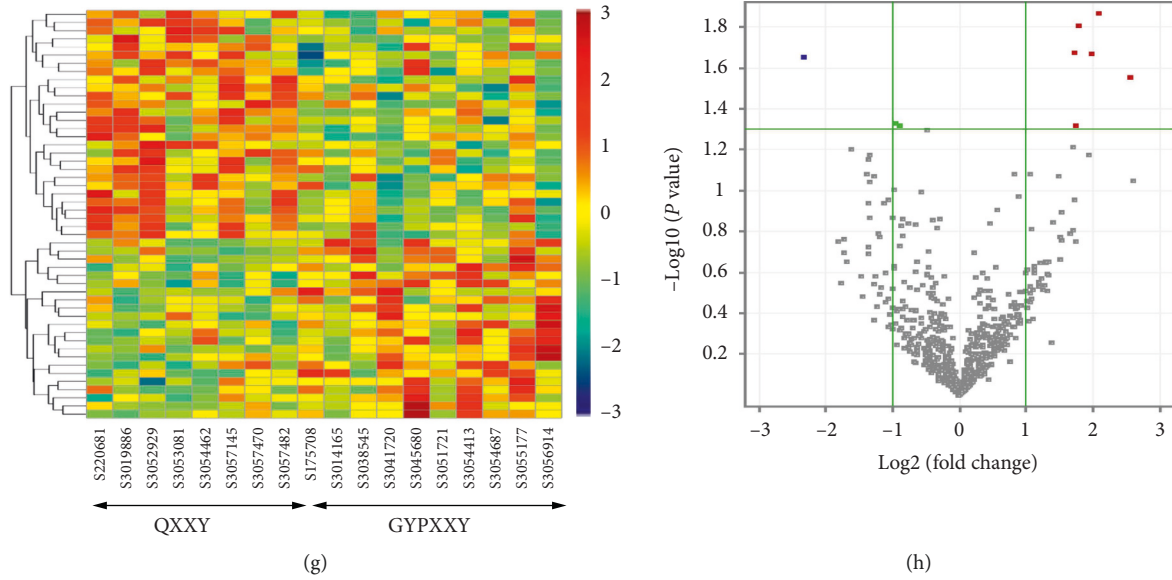 3
2
1
0
−1
−2
−3
S220681
S3019886
S3052929
S3053081
S3054462
S3057145
S3057470
S3057482
S175708
S3014165
S3038545
S3041720
S3045680
S3051721
S3054413
S3054687
S3055177
S3056914
QXXY
GYPXXY
(g)
1.8
1.6
1.4
1.2
1
0.8
0.6
0.4
0.2
−Log10 (P value)
−3
−2
−1
0
1
2
3
Log2 (fold change)
(h)